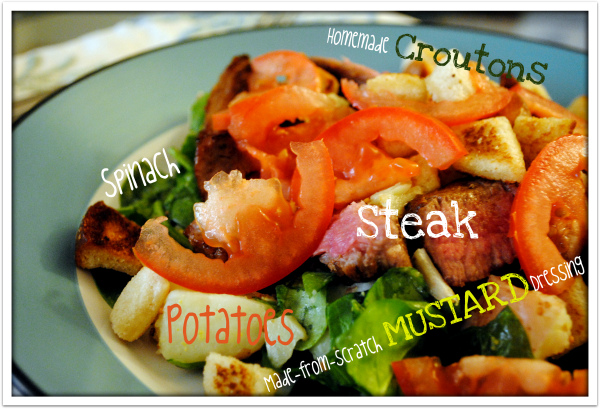 Homemade Croutons
Spinach
Steak
Potatoes
Made-from-Scratch MUSTARD Dressing